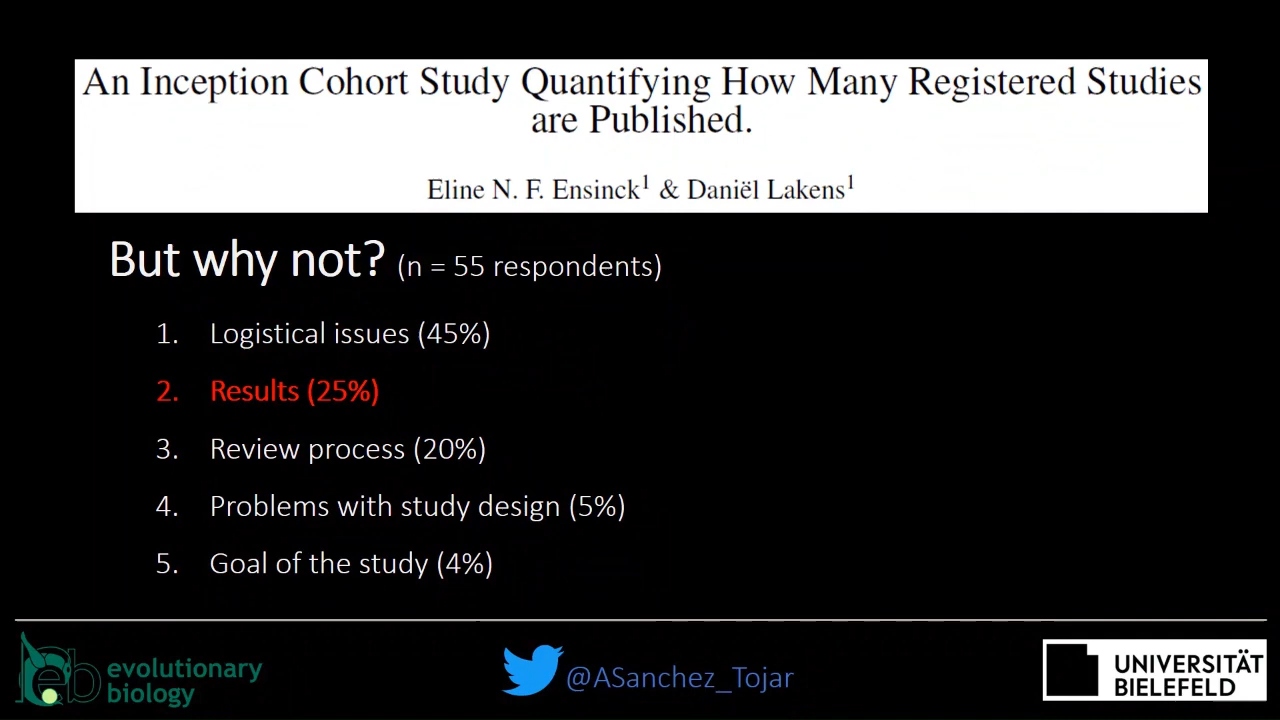 An Inception Cohort Study Quantifying How Many Registered Studies
are Published.
Eline N. F. Ensinck¹ & Daniël Lakens¹
But why not? (n = 55 respondents)
1. Logistical issues (45%)
2. Results (25%)
3. Review process (20%)
4. Problems with study design (5%)
5. Goal of the study (4%)
eb evolutionary
biology
@ASanchez_Tojar
UNIVERSITÄT
BIELEFELD